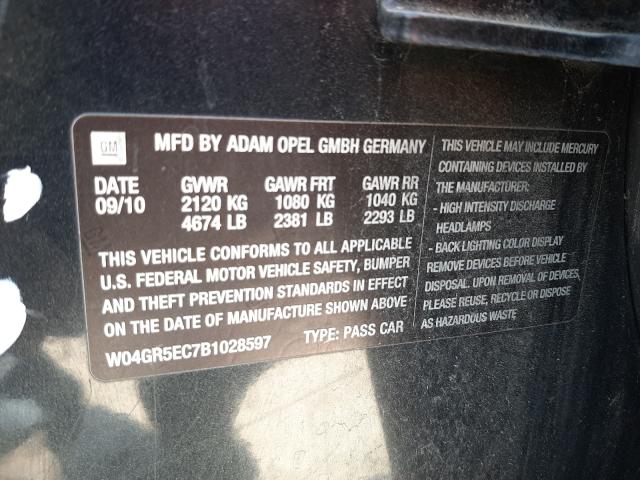 GM
MFD BY ADAM OPEL GMBH GERMANY
DATE GVWR GAWR FRT GAWR RR
09/10 2120 KG 1080 KG 1040 KG
4674 LB 2381 LB 2293 LB
THIS VEHICLE CONFORMS TO ALL APPLICABLE
U.S. FEDERAL MOTOR VEHICLE SAFETY, BUMPER
AND THEFT PREVENTION STANDARDS IN EFFECT
ON THE DATE OF MANUFACTURE SHOWN ABOVE
W04GR5EC7B1028597 TYPE: PASS CAR
THIS VEHICLE MAY INCLUDE MERCURY
CONTAINING DEVICES INSTALLED BY
THE MANUFACTURER:
- HIGH INTENSITY DISCHARGE
HEADLAMPS
- BACK LIGHTING COLOR DISPLAY
REMOVE DEVICES BEFORE VEHICLE
DISPOSAL. UPON REMOVAL OF DEVICES,
PLEASE REUSE, RECYCLE OR DISPOSE
AS HAZARDOUS WASTE